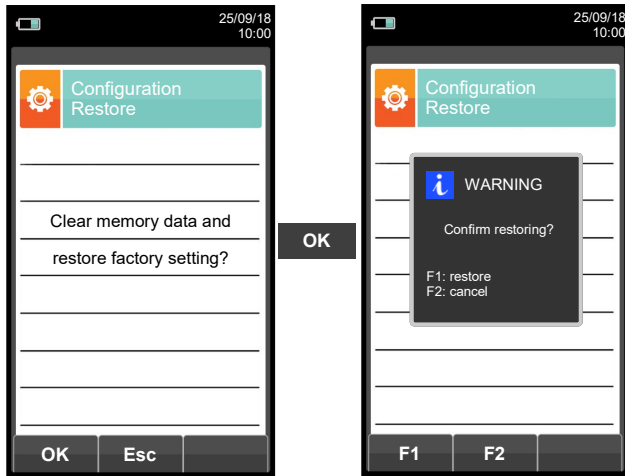 25/09/18
10:00
Configuration
Restore
Clear memory data and
restore factory setting?
OK Esc
OK
25/09/18
10:00
Configuration
Restore
WARNING
Confirm restoring?
F1: restore
F2: cancel
F1 F2